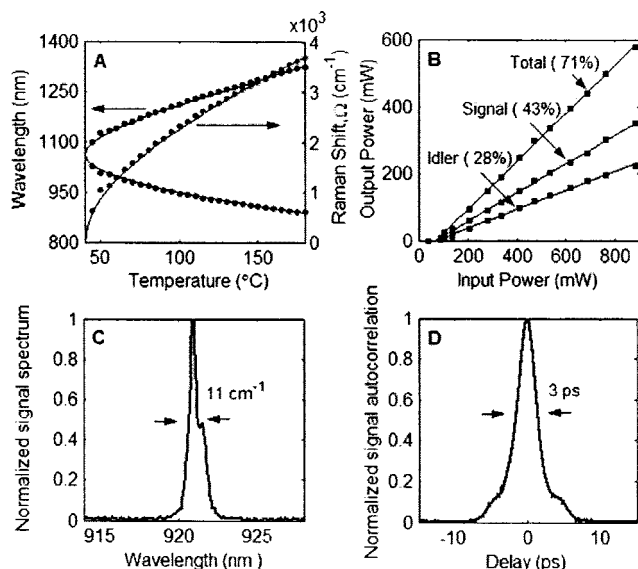 ×10³
A
Wavelength (nm)
1400
1250
1100
950
800
Raman Shift,Ω (cm⁻¹)
4
3
2
1
0
50
100
150
Temperature (°C)
B
Output Power (mW)
600
400
200
0
Total ( 71%)
Signal ( 43%)
Idler ( 28%)
0
200
400
600
800
Input Power (mW)
C
Normalized signal spectrum
1
0.8
0.6
0.4
0.2
0
11 cm⁻¹
915
920
925
Wavelength (nm )
D
Normalized signal autocorrelation
1
0.8
0.6
0.4
0.2
0
3 ps
-10
0
10
Delay (ps)